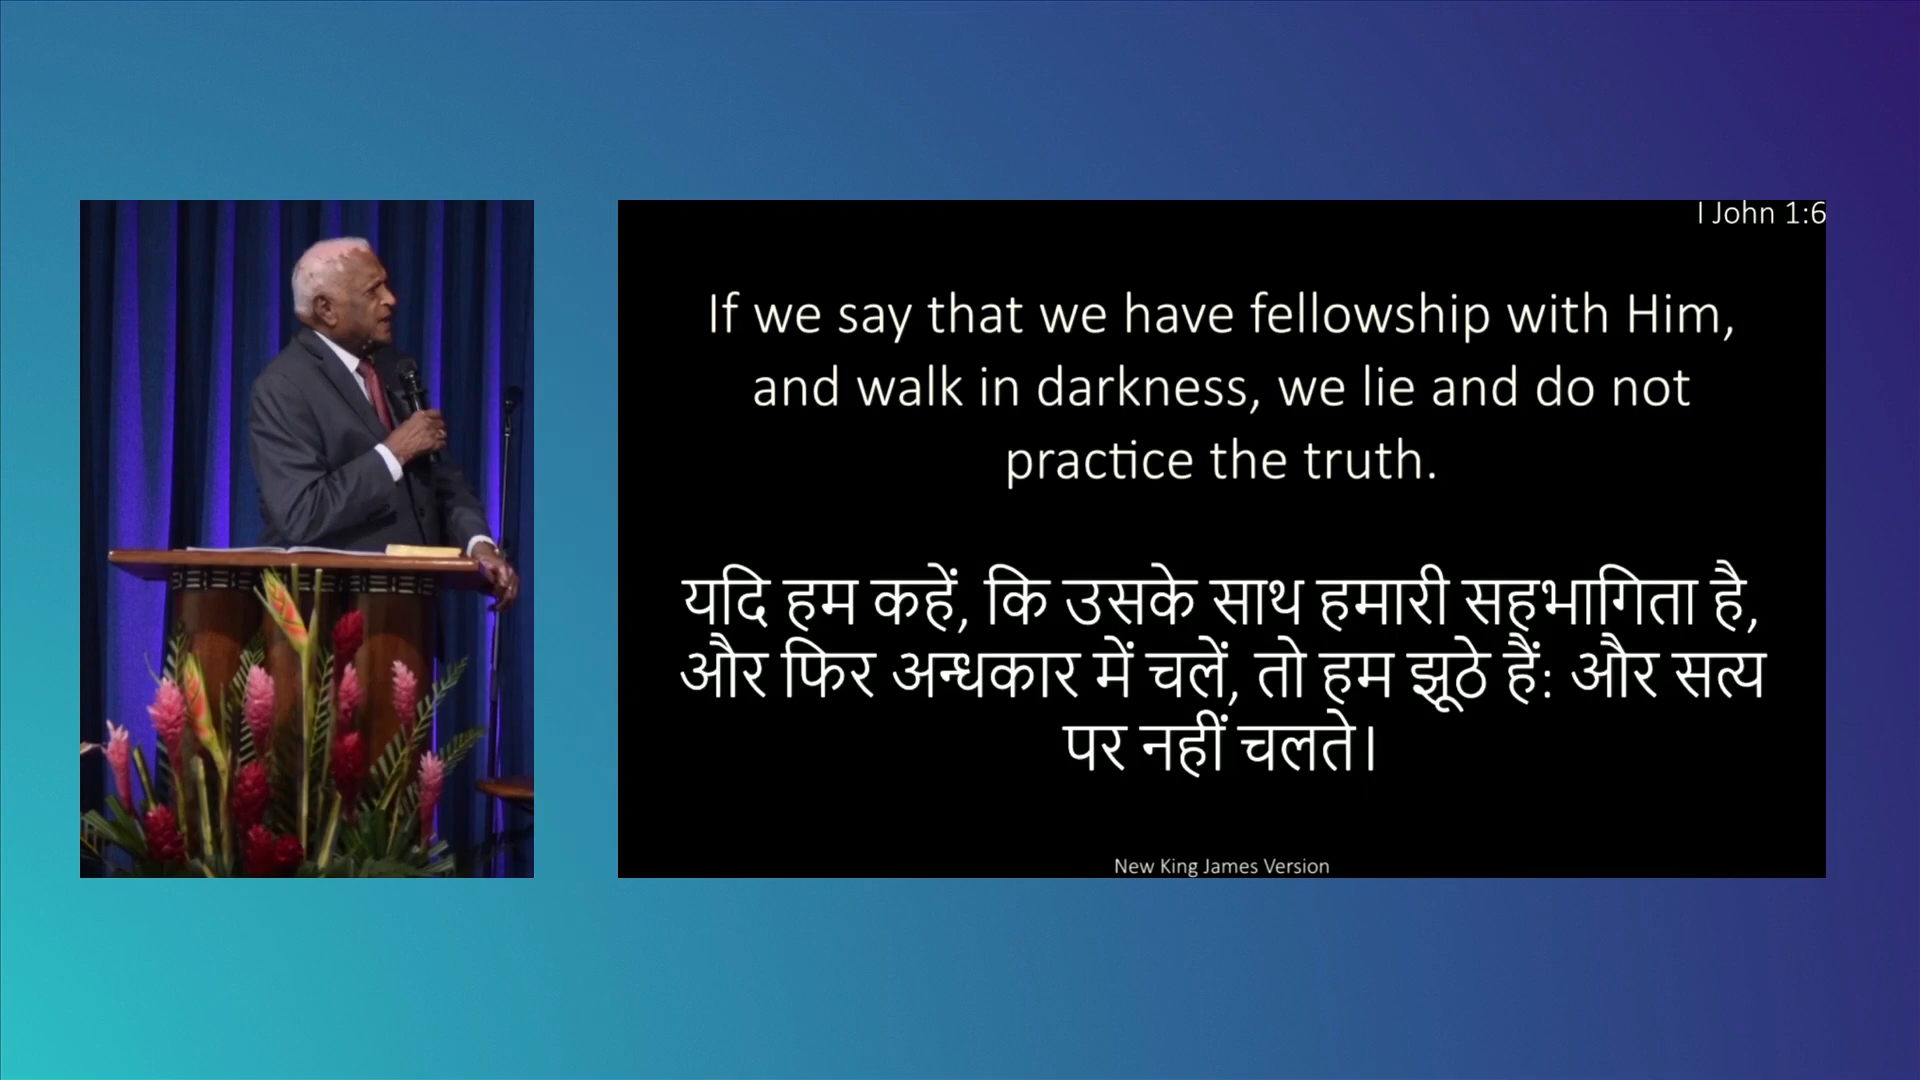 I John 1:6
If we say that we have fellowship with Him,
and walk in darkness, we lie and do not
practice the truth.
यदि हम कहें, कि उसके साथ हमारी सहभागिता है,
और फिर अन्धकार में चलें, तो हम झूठे हैं: और सत्य
पर नहीं चलते।
New King James Version